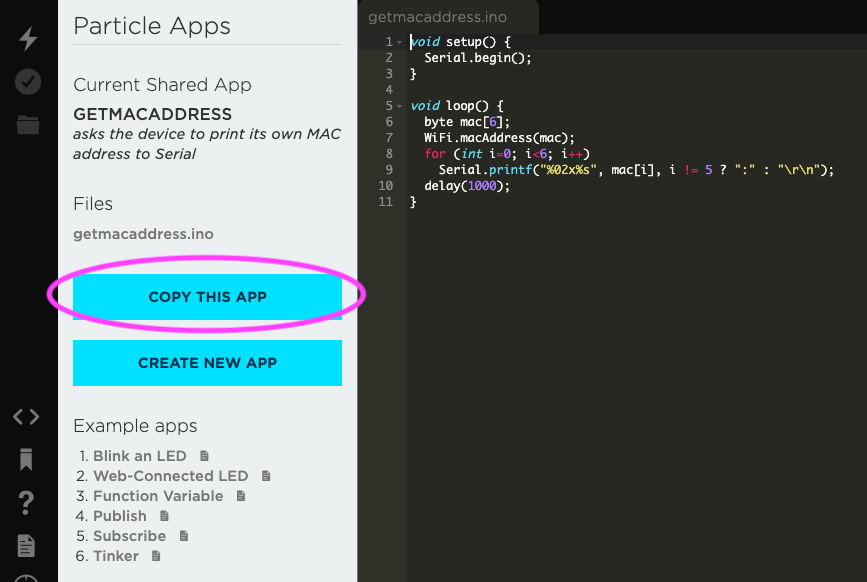 Particle Apps
Current Shared App
GETMACADDRESS
asks the device to print its own MAC
address to Serial
Files
getmacaddress.ino
COPY THIS APP
CREATE NEW APP
Example apps
1. Blink an LED
2. Web-Connected LED
3. Function Variable
4. Publish
5. Subscribe
6. Tinker
getmacaddress.ino
1 void setup() {
2   Serial.begin();
3 }
4
5 void loop() {
6   byte mac[6];
7   WiFi.macAddress(mac);
8   for (int i=0; i<6; i++)
9     Serial.printf("%02x%s", mac[i], i != 5 ? ":" : "\r\n");
10   delay(1000);
11 }